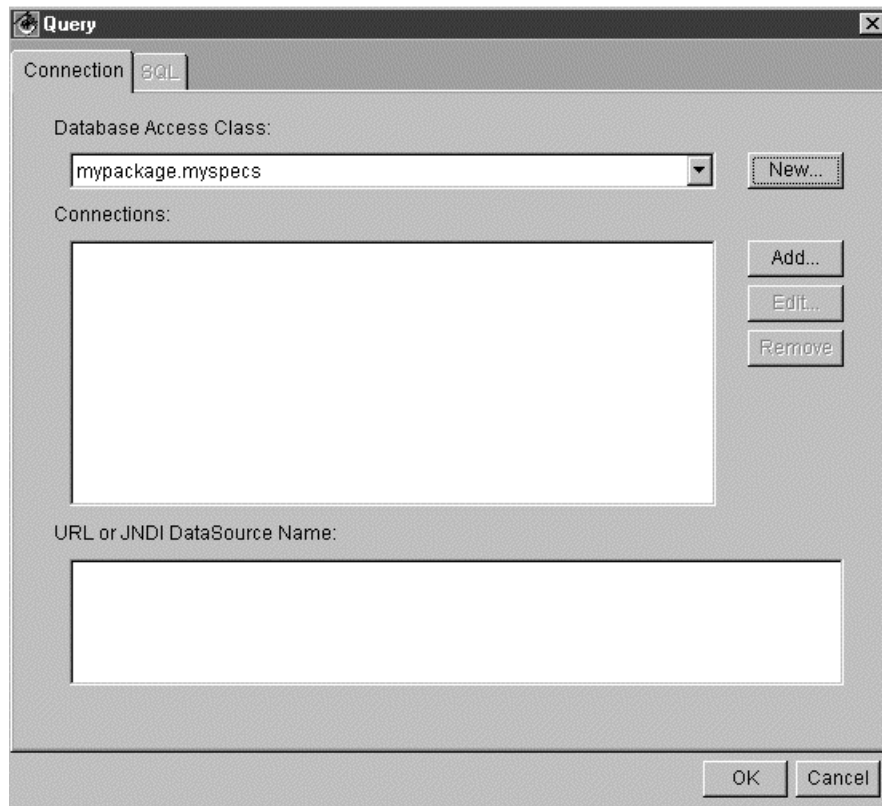 Query
Connection SQL
Database Access Class:
mypackage.myspecs
New...
Connections:
Add...
Edit...
Remove
URL or JNDI DataSource Name:
OK Cancel